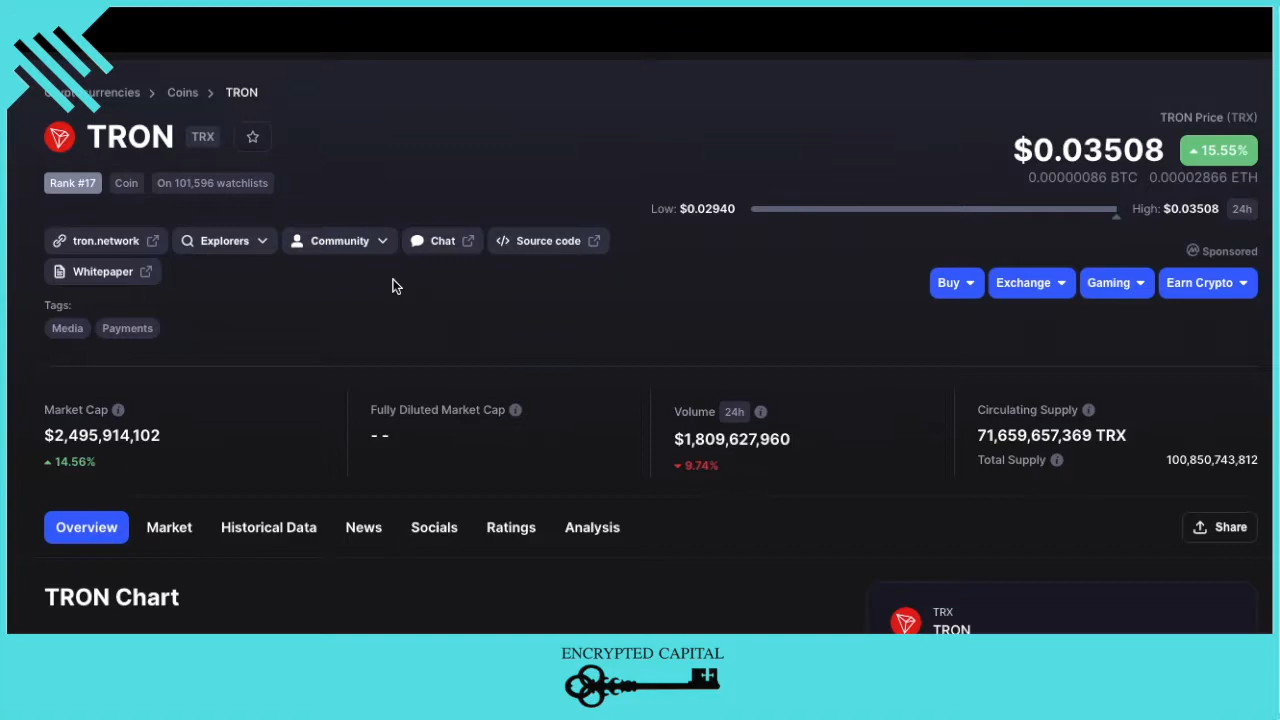 Cryptocurrencies > Coins > TRON
TRON TRX
Rank #17 Coin On 101,596 watchlists
TRON Price (TRX)
$0.03508 15.55%
0.00000086 BTC 0.00002866 ETH
Low: $0.02940 High: $0.03508 24h
tron.network Explorers Community Chat </> Source code
Whitepaper
Sponsored
Buy Exchange Gaming Earn Crypto
Tags:
Media Payments
Market Cap
$2,495,914,102
14.56%
Fully Diluted Market Cap
- -
Volume 24h
$1,809,627,960
9.74%
Circulating Supply
71,659,657,369 TRX
Total Supply 100,850,743,812
Overview Market Historical Data News Socials Ratings Analysis Share
TRON Chart
TRX
TRON
ENCRYPTED CAPITAL